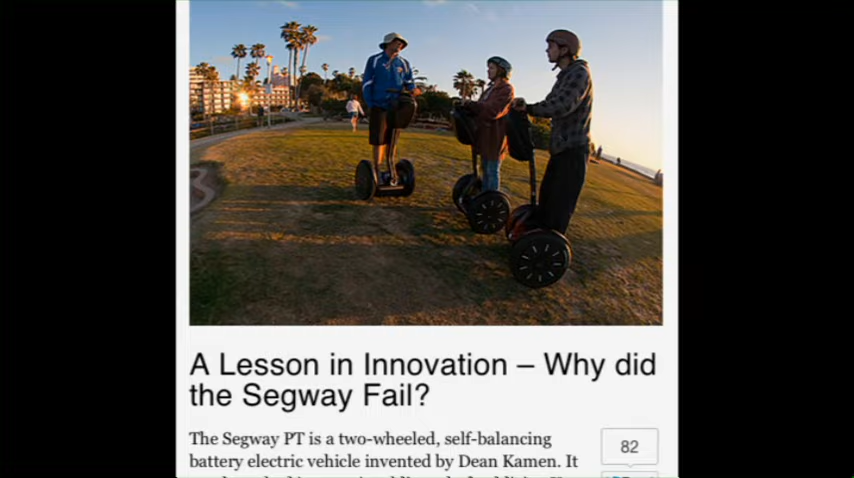 A Lesson in Innovation – Why did
the Segway Fail?
The Segway PT is a two-wheeled, self-balancing
82
battery electric vehicle invented by Dean Kamen. It